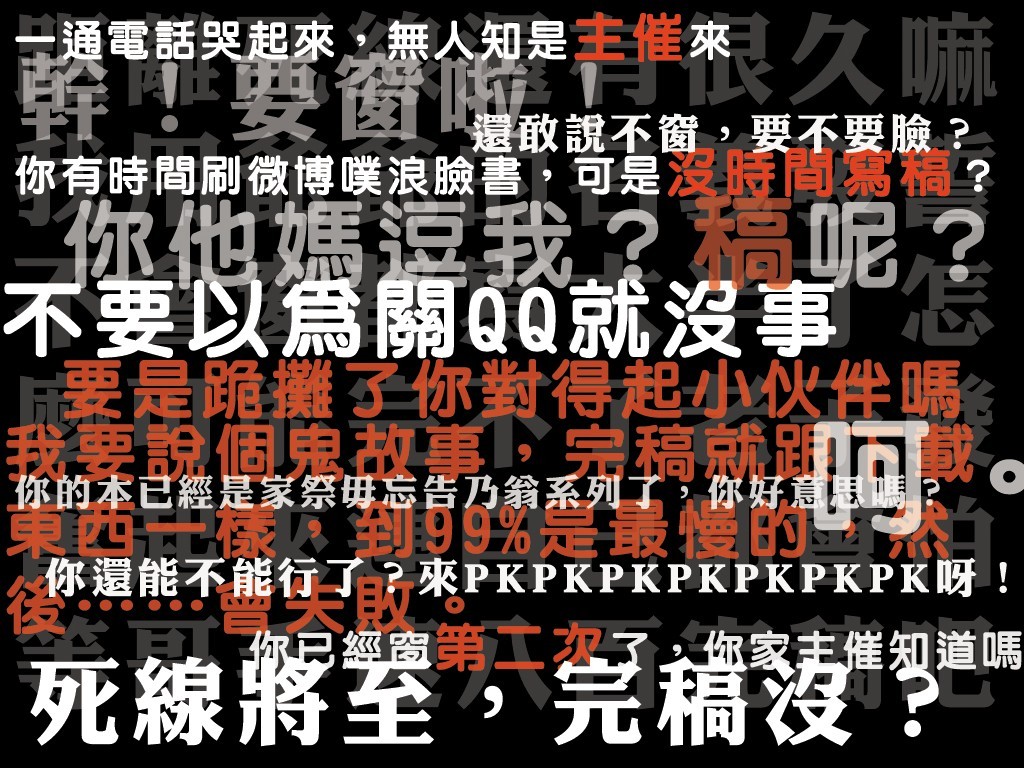 一通電話哭起來，無人知是主催來
幹！要窗啦！
還敢說不窗，要不要臉？
你有時間刷微博噗浪臉書，可是沒時間寫稿？
你他媽逗我？稿呢？
不要以為關QQ就沒事
要是跪攤了你對得起小伙伴嗎
我要說個鬼故事，完稿就跟下載
呵。
你的本已經是家祭毋忘告乃翁系列了，你好意思嗎？
東西一樣，到99%是最慢的，然
你還能不能行了？來PKPKPKPKPKPKPK呀！
後……會失敗。
你已經窗第二次了，你家主催知道嗎
死線將至，完稿沒？